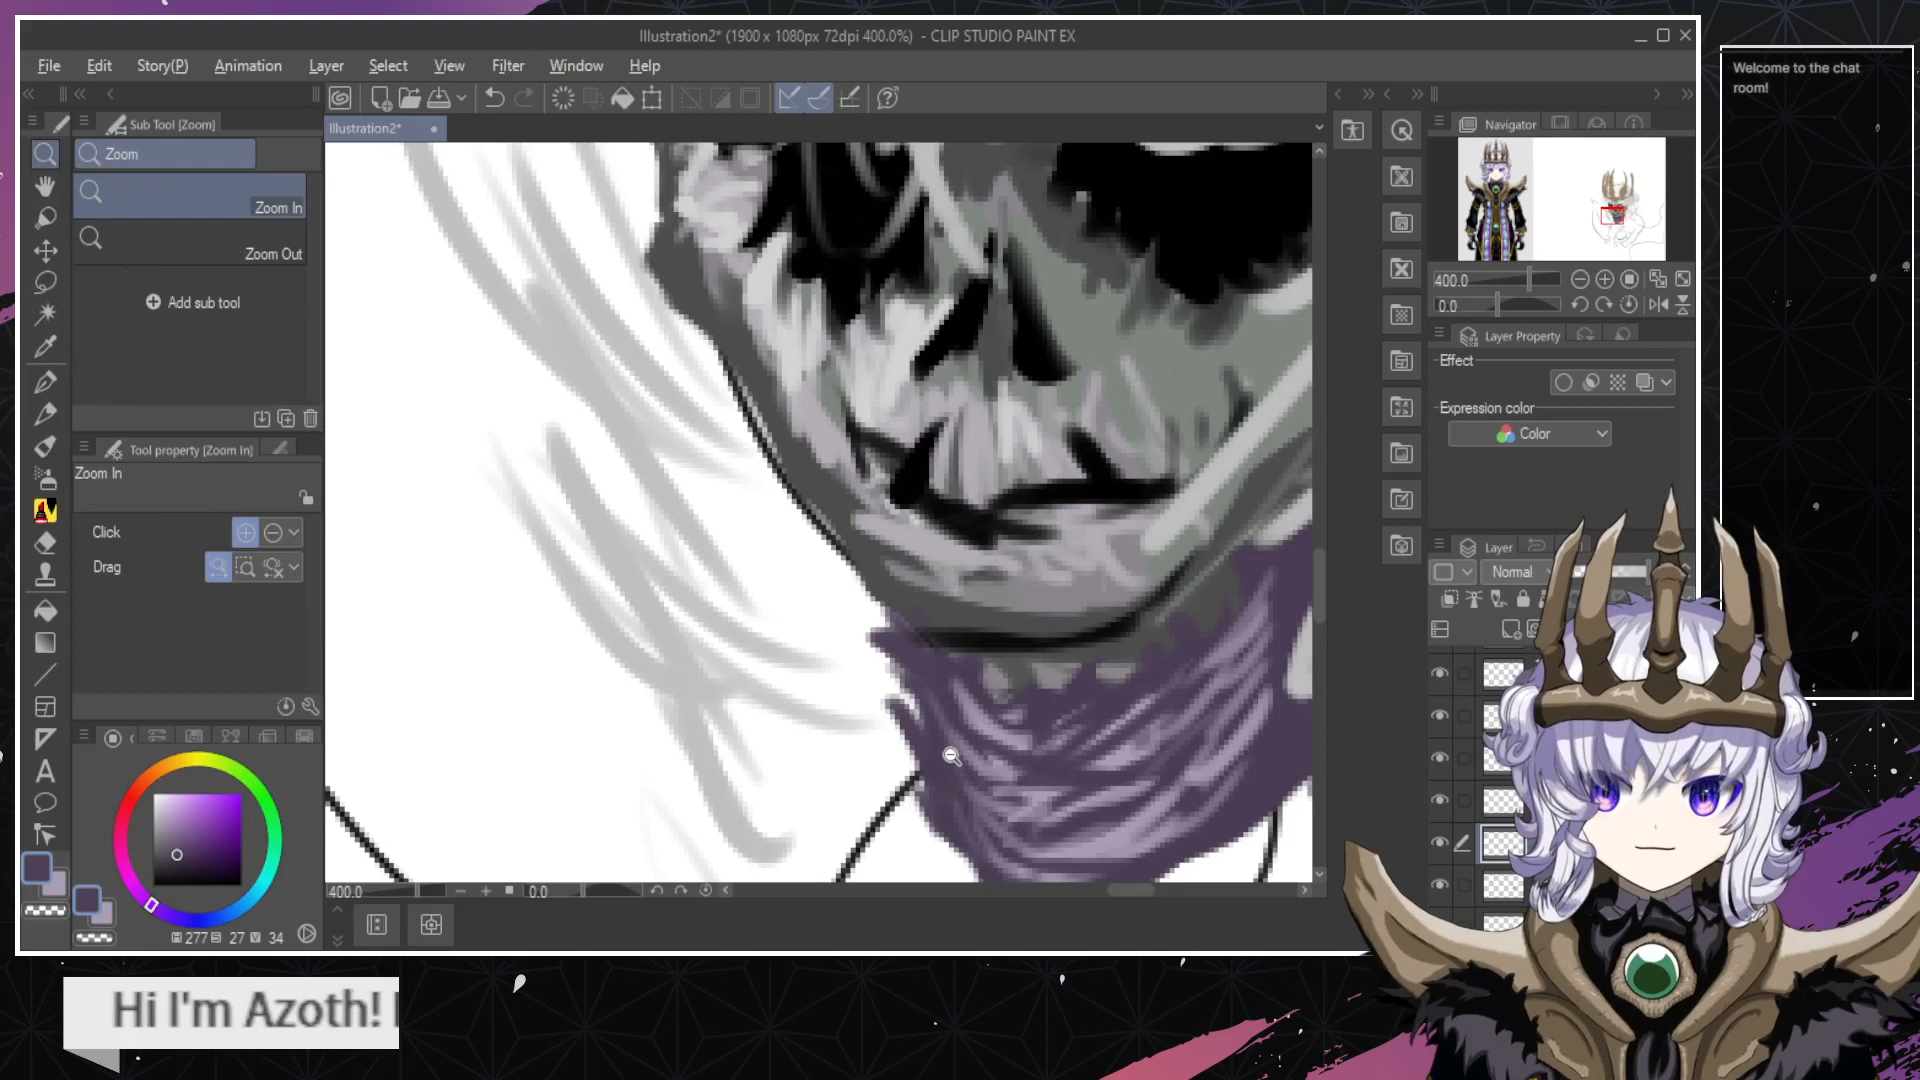 Illustration2* (1900 x 1080px 72dpi 400.0%) - CLIP STUDIO PAINT EX
File Edit Story(P) Animation Layer Select View Filter Window Help
Sub Tool [Zoom]
Zoom
Zoom In
Zoom Out
Add sub tool
Tool property [Zoom In]
Zoom In
Click
Drag
277 27 34
Illustration2*
400.0 0.0
Navigator
400.0
0.0
Layer Property
Effect
Expression color
Color
Layer
Normal
Welcome to the chat
room!
Hi I'm Azoth!